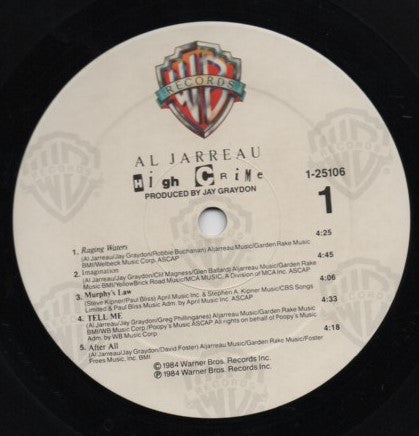 WB
RECORDS
AL JARREAU
High Crime
PRODUCED BY JAY GRAYDON
1-25106
1
1. Raging Waters 4:25
(Al Jarreau/Jay Graydon/Robbie Buchanan) Aljarreau Music/Garden Rake Music
BMI/Welbeck Music Corp. ASCAP
2. Imagination 4:45
(Al Jarreau/Jay Graydon/Clif Magness/Glen Ballard) Aljarreau Music/Garden Rake
Music BMI/YellowBrick Road Music/MCA MUSIC, A Division of MCA Inc. ASCAP
3. Murphy's Law 5:06
(Steve Kipner/Paul Bliss) April Music Inc. & Stephen A. Kipner Music/CBS Songs
Limited & Paul Bliss Music Adm. by April Music Inc. ASCAP
4. TELL ME 4:33
(Al Jarreau/Jay Graydon/Greg Phillinganes) Aljarreau Music/Garden Rake Music
BMI/WB Music Corp./Poopy's Music ASCAP All rights on behalf of Poopy's Music
Adm. by WB Music Corp.
5. After All 4:18
(Al Jarreau/Jay Graydon/David Foster) Aljarreau Music/Garden Rake Music/Foster
Frees Music, Inc. BMI
© 1984 Warner Bros. Records Inc.
℗ 1984 Warner Bros. Records Inc.